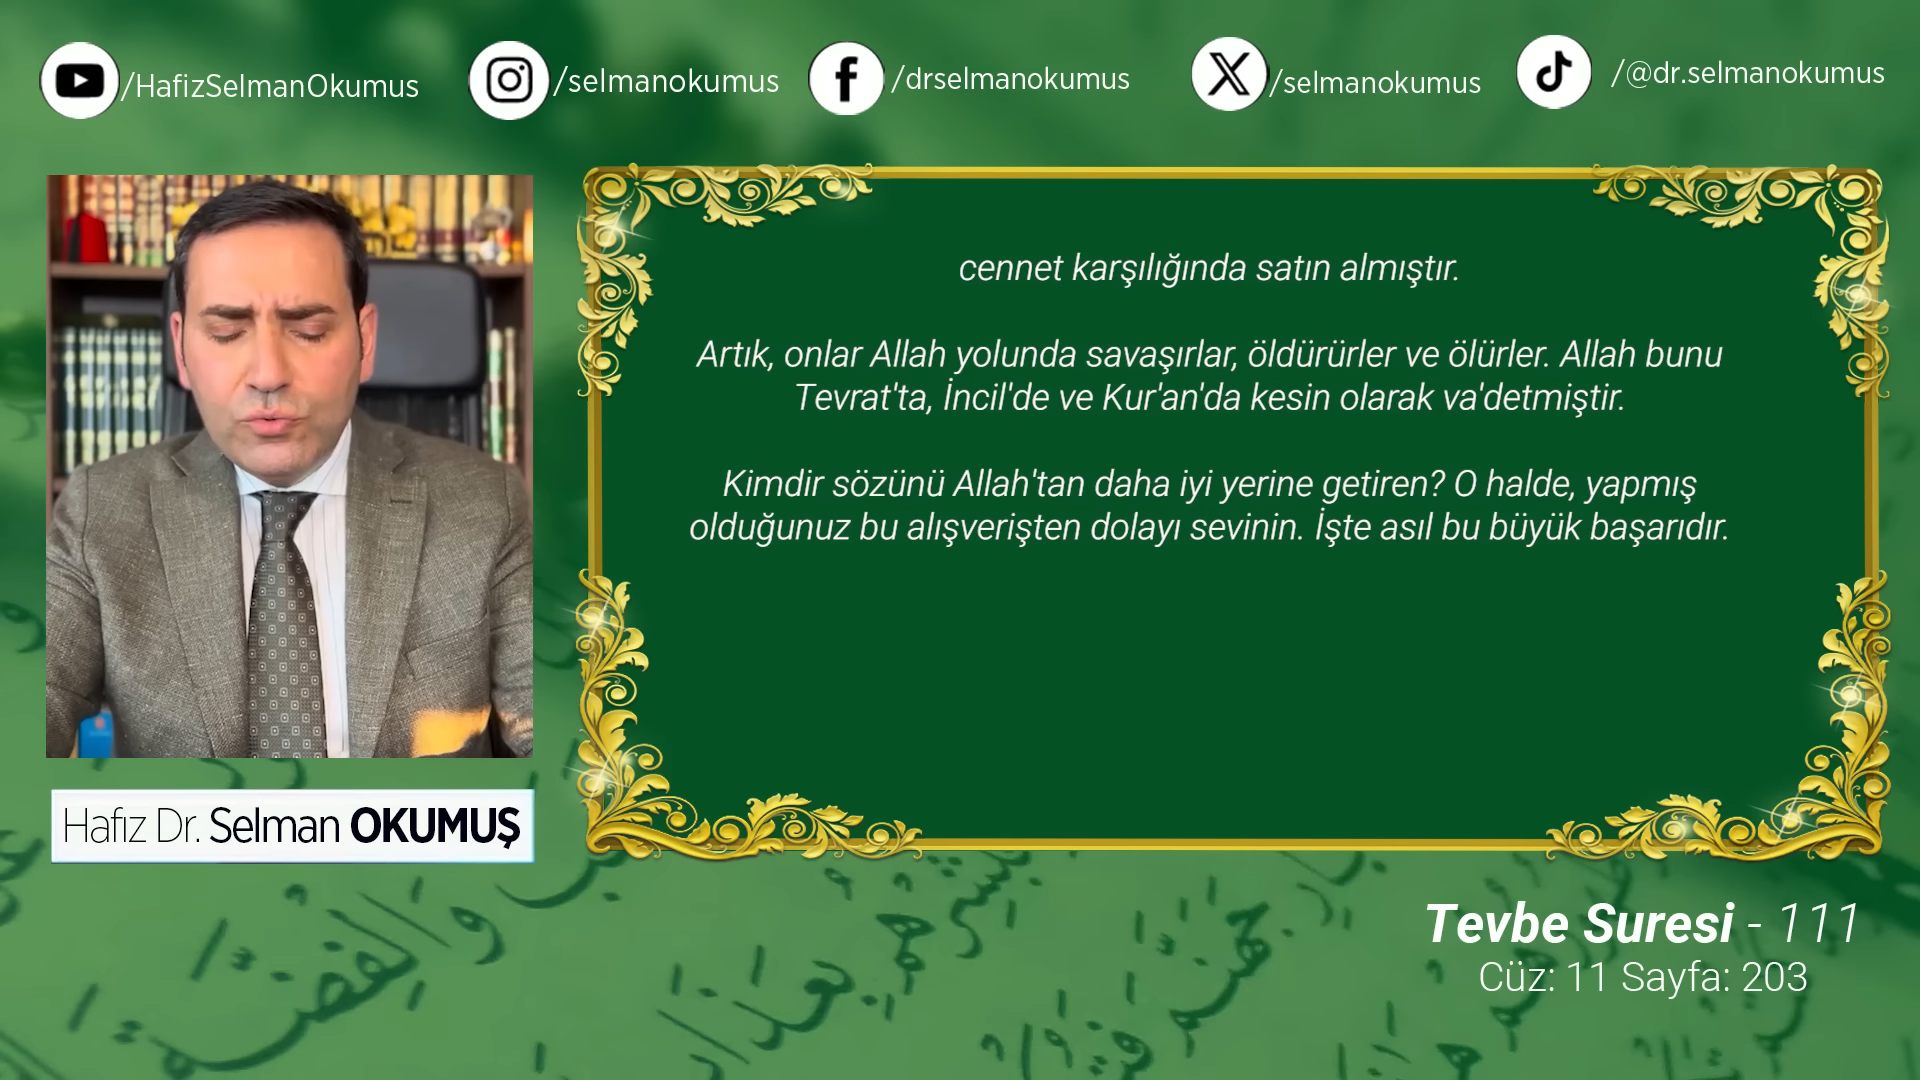 /HafizSelmanOkumus
/selmanokumus
/drselmanokumus
/selmanokumus
/@dr.selmanokumus
cennet karşılığında satın almıştır.
Artık, onlar Allah yolunda savaşırlar, öldürürler ve ölürler. Allah bunu
Tevrat'ta, İncil'de ve Kur'an'da kesin olarak va'detmiştir.
Kimdir sözünü Allah'tan daha iyi yerine getiren? O halde, yapmış
olduğunuz bu alışverişten dolayı sevinin. İşte asıl bu büyük başarıdır.
Hafız Dr. Selman OKUMUŞ
Tevbe Suresi - 111
Cüz: 11 Sayfa: 203